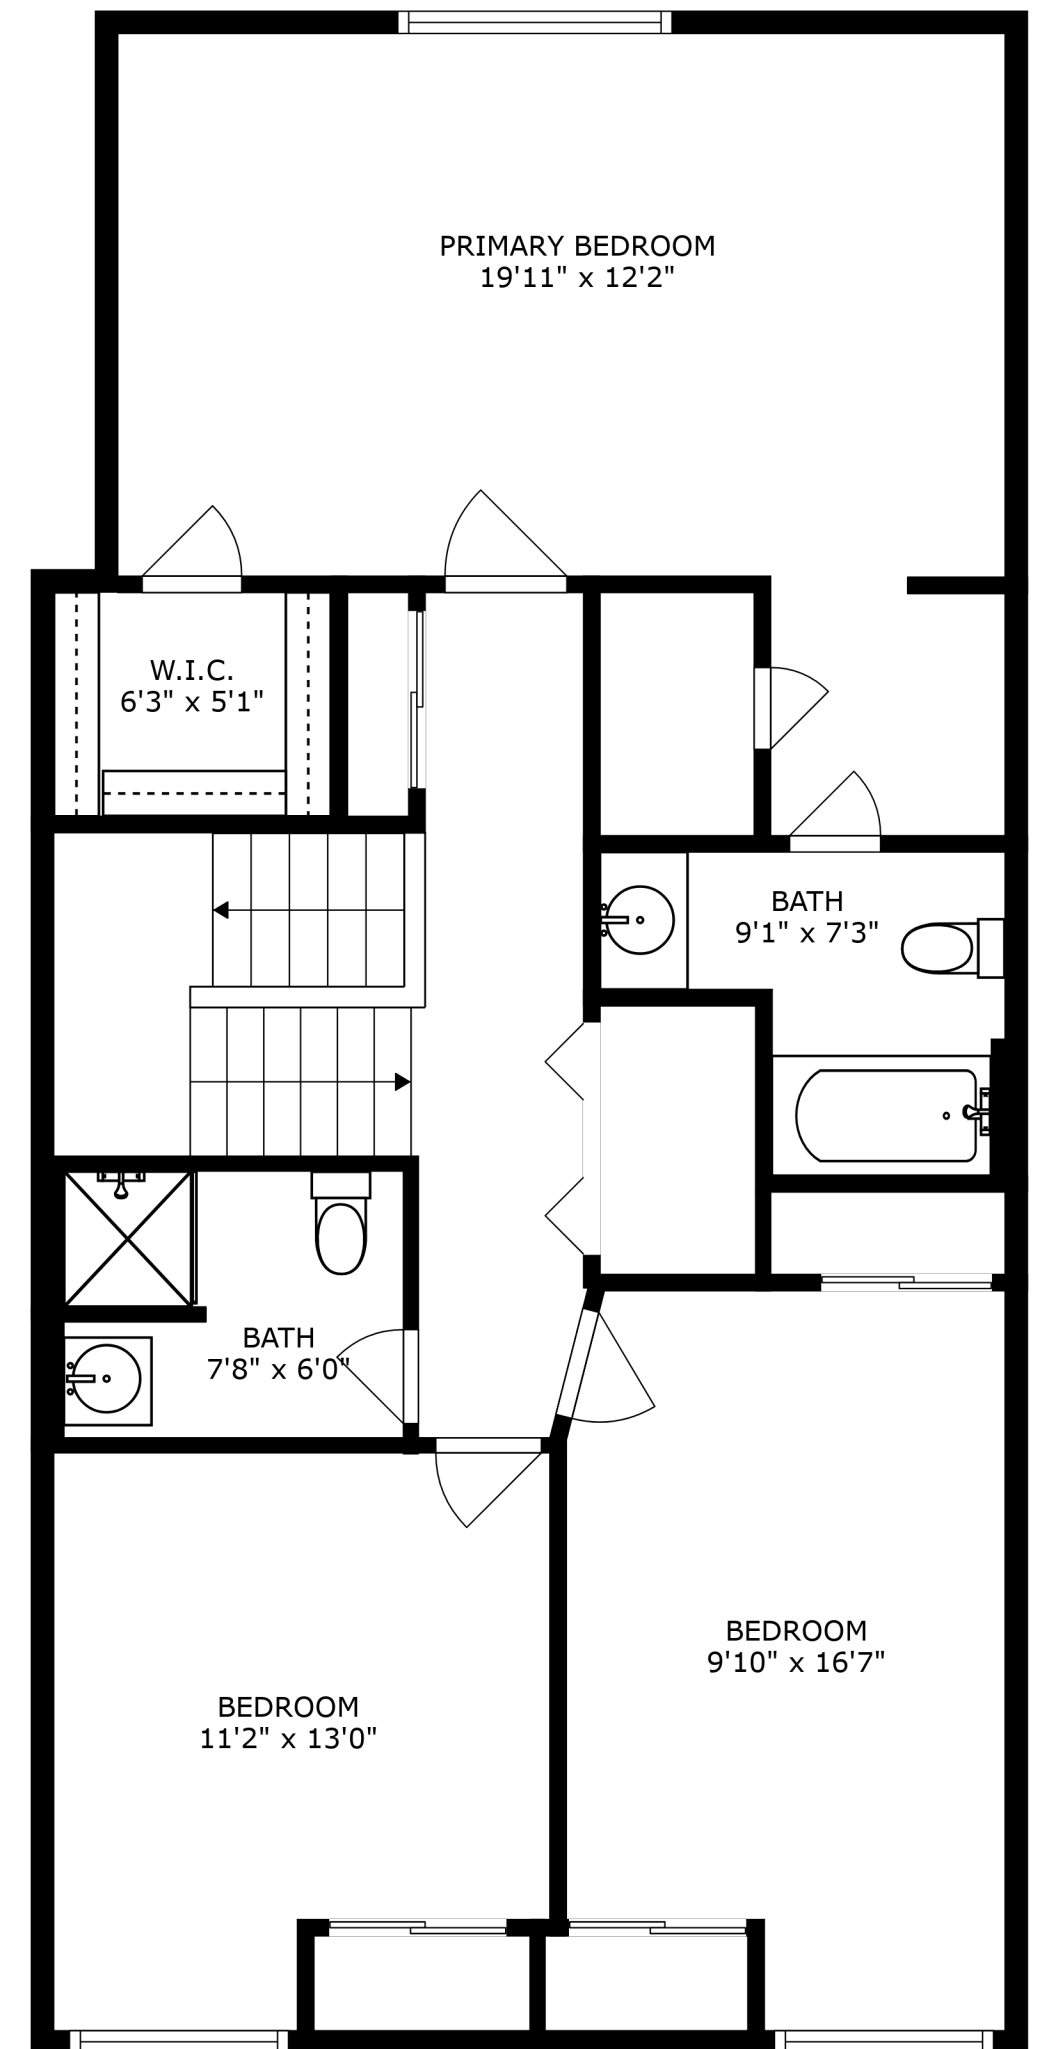 PRIMARY BEDROOM
19'11" x 12'2"
W.I.C.
6'3" x 5'1"
BATH
9'1" x 7'3"
BATH
7'8" x 6'0"
BEDROOM
9'10" x 16'7"
BEDROOM
11'2" x 13'0"